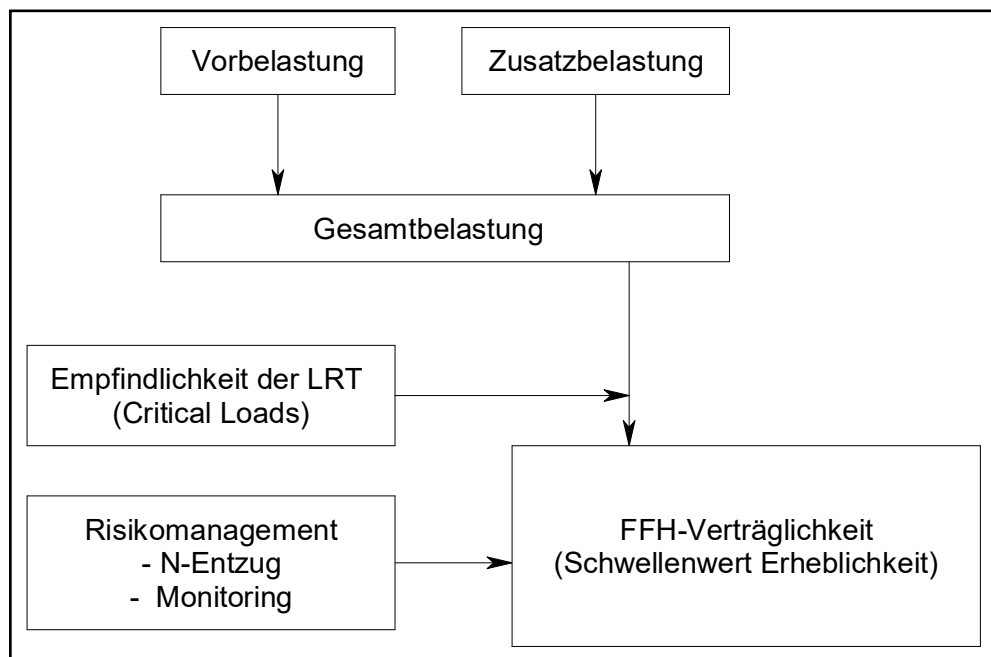 Vorbelastung
Zusatzbelastung
Gesamtbelastung
Empfindlichkeit der LRT
(Critical Loads)
Risikomanagement
- N-Entzug
- Monitoring
FFH-Verträglichkeit
(Schwellenwert Erheblichkeit)